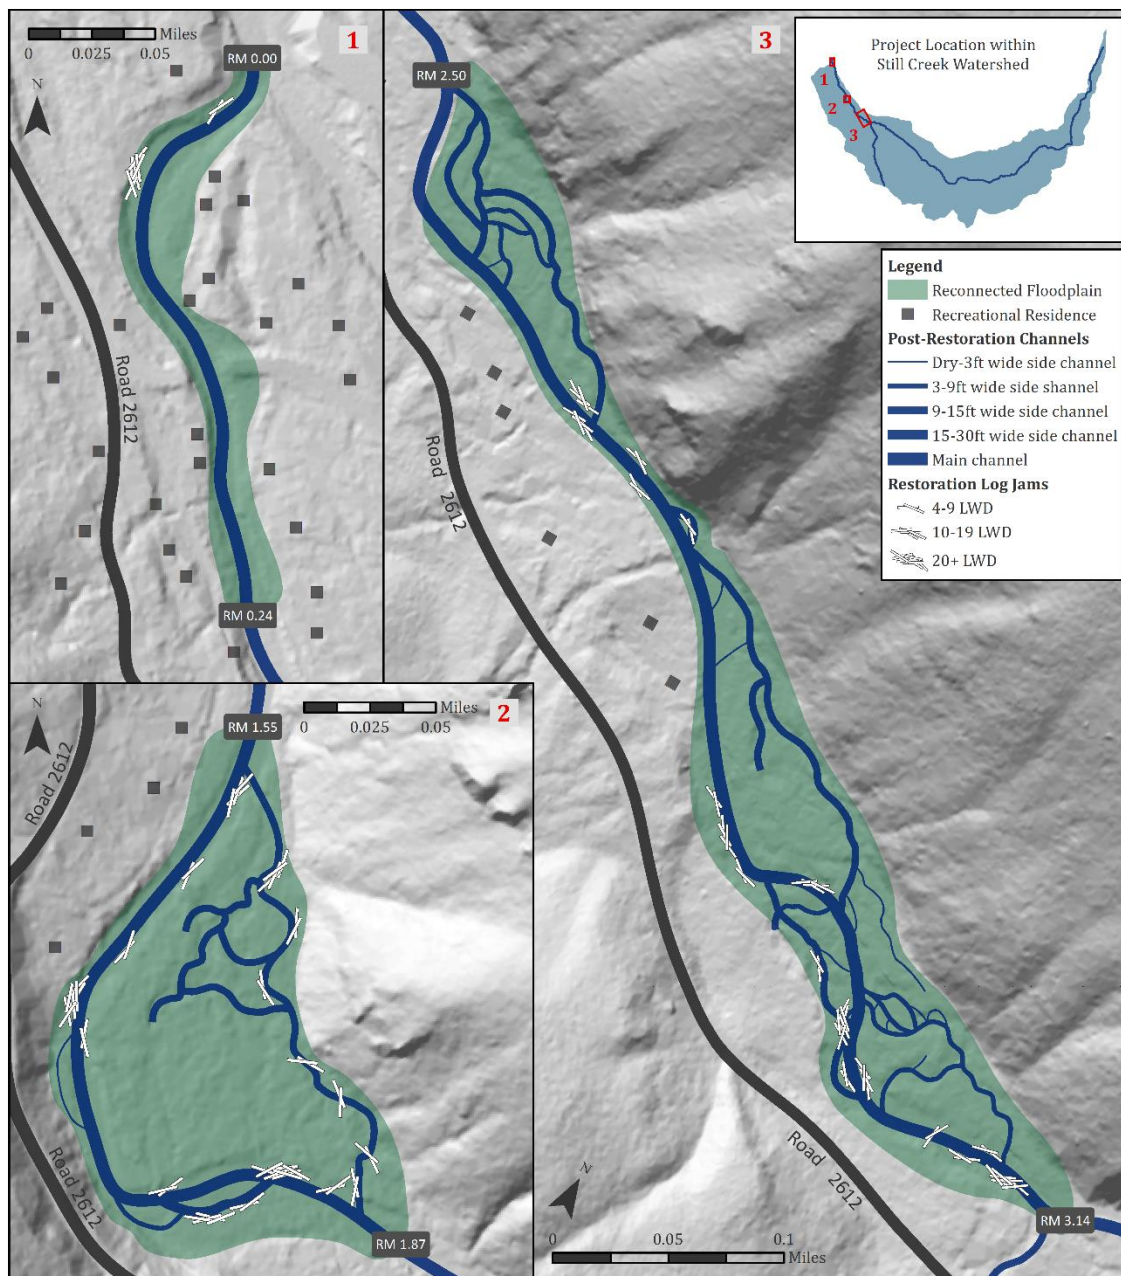 Miles
0 0.025 0.05
1
N
RM 0.00
Road 2612
RM 0.24
3
RM 2.50
Road 2612
Project Location within
Still Creek Watershed
1
2
3
Legend
Reconnected Floodplain
Recreational Residence
Post-Restoration Channels
Dry-3ft wide side channel
3-9ft wide side shannel
9-15ft wide side channel
15-30ft wide side channel
Main channel
Restoration Log Jams
4-9 LWD
10-19 LWD
20+ LWD
N
Road 2612
RM 1.55
Miles
0 0.025 0.05
2
Road 2612
RM 1.87
Road 2612
N
RM 3.14
0 0.05 0.1
Miles